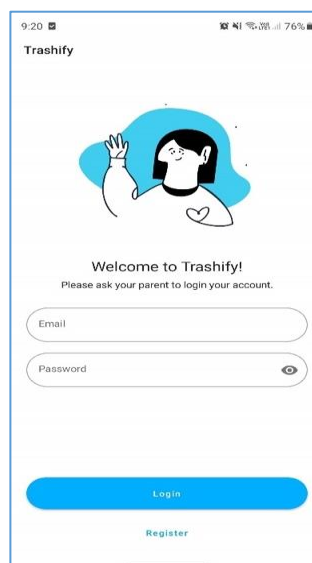 9:20 76%
Trashify
Welcome to Trashify!
Please ask your parent to login your account.
Email
Password
Login
Register